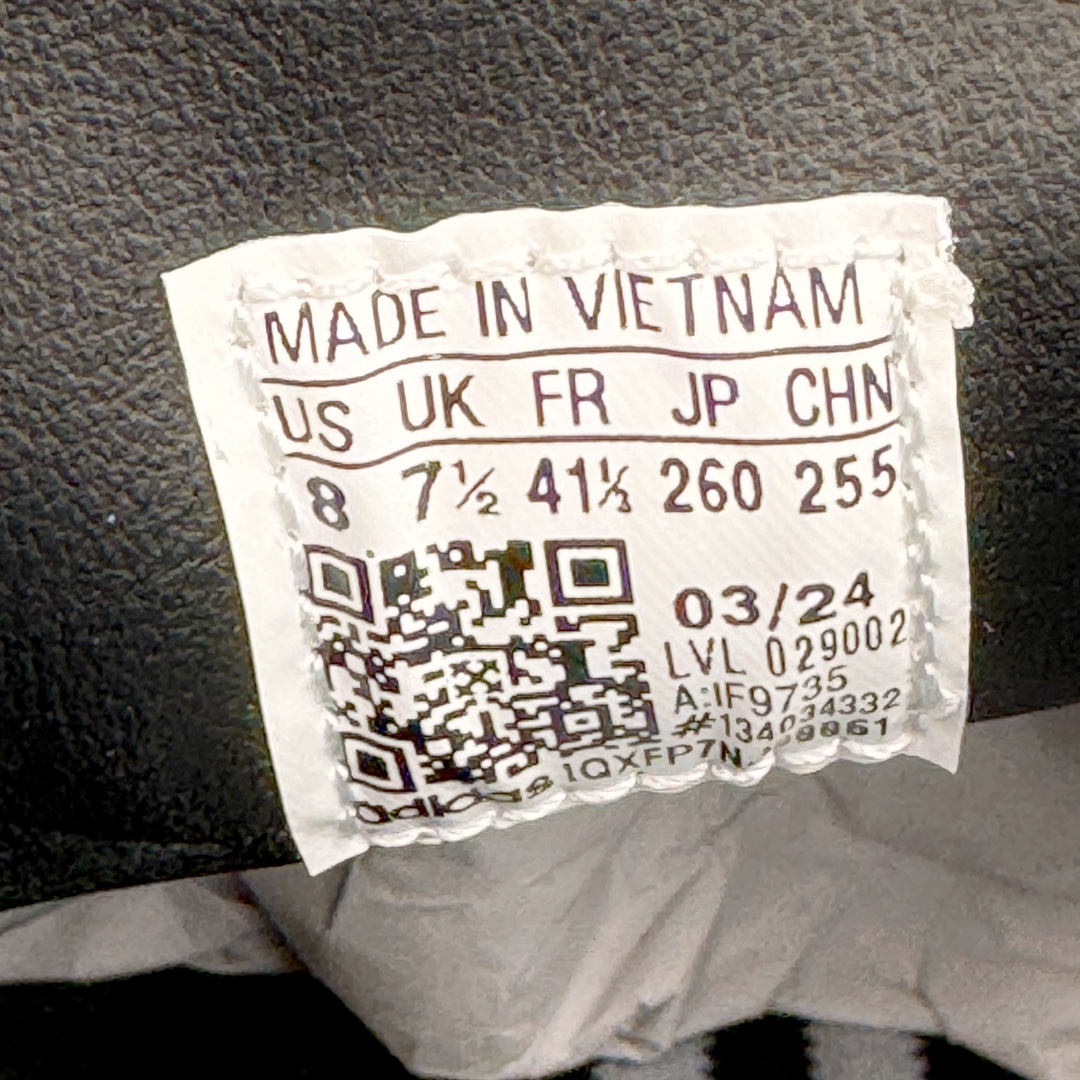 MADE IN VIETNAM
US UK FR JP CHN
8 7½ 41⅓ 260 255
03/24
LVL 029002
A:IF9735
adidas